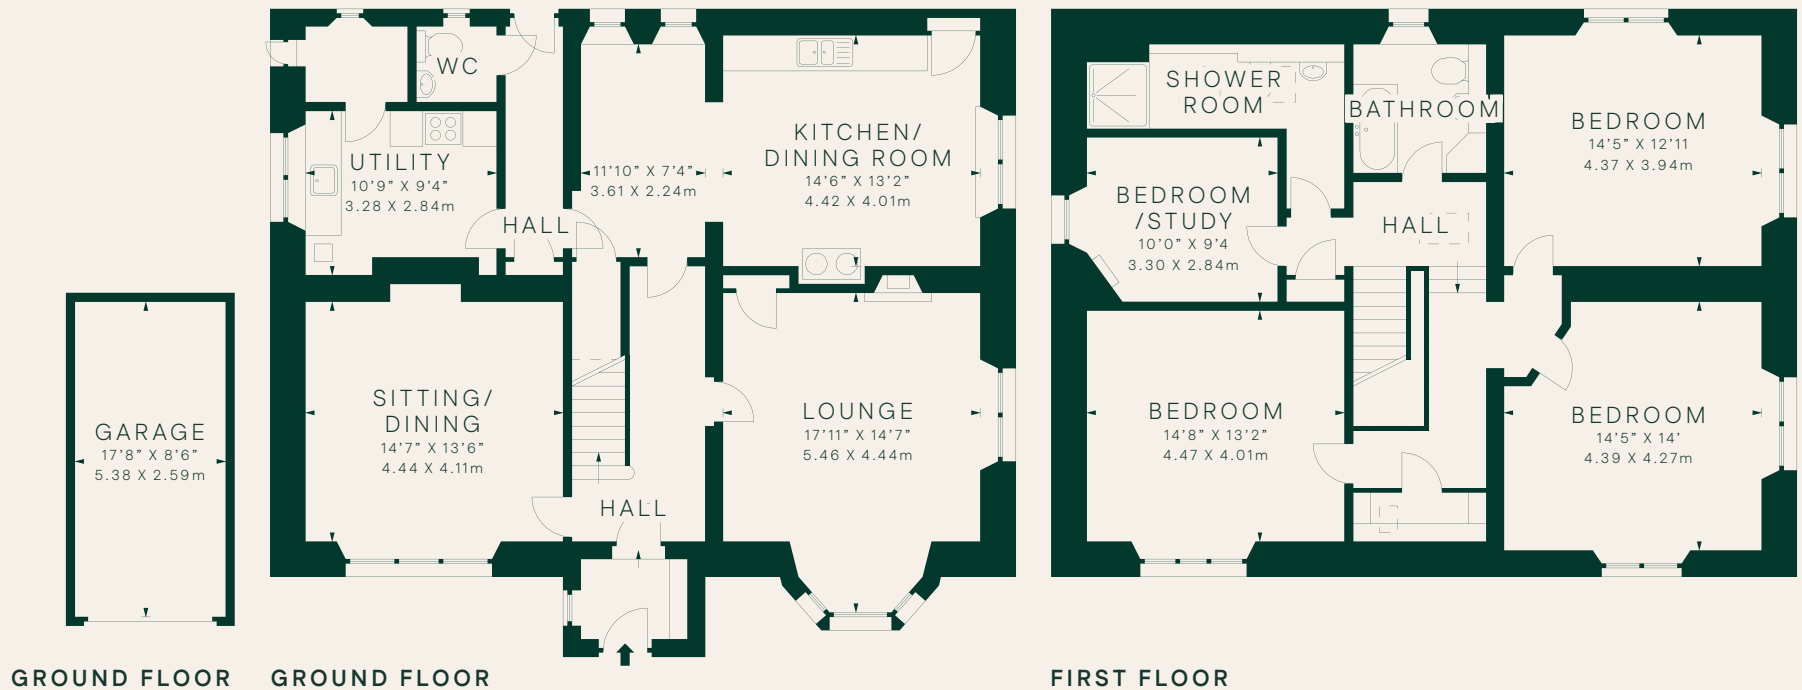 GARAGE
17'8" X 8'6"
5.38 X 2.59m
GROUND FLOOR
WC
UTILITY
10'9" X 9'4"
3.28 X 2.84m
HALL
11'10" X 7'4"
3.61 X 2.24m
KITCHEN/
DINING ROOM
14'6" X 13'2"
4.42 X 4.01m
SITTING/
DINING
14'7" X 13'6"
4.44 X 4.11m
HALL
LOUNGE
17'11" X 14'7"
5.46 X 4.44m
GROUND FLOOR
SHOWER
ROOM
BATHROOM
BEDROOM
14'5" X 12'11
4.37 X 3.94m
BEDROOM
/STUDY
10'0" X 9'4
3.30 X 2.84m
HALL
BEDROOM
14'8" X 13'2"
4.47 X 4.01m
BEDROOM
14'5" X 14'
4.39 X 4.27m
FIRST FLOOR